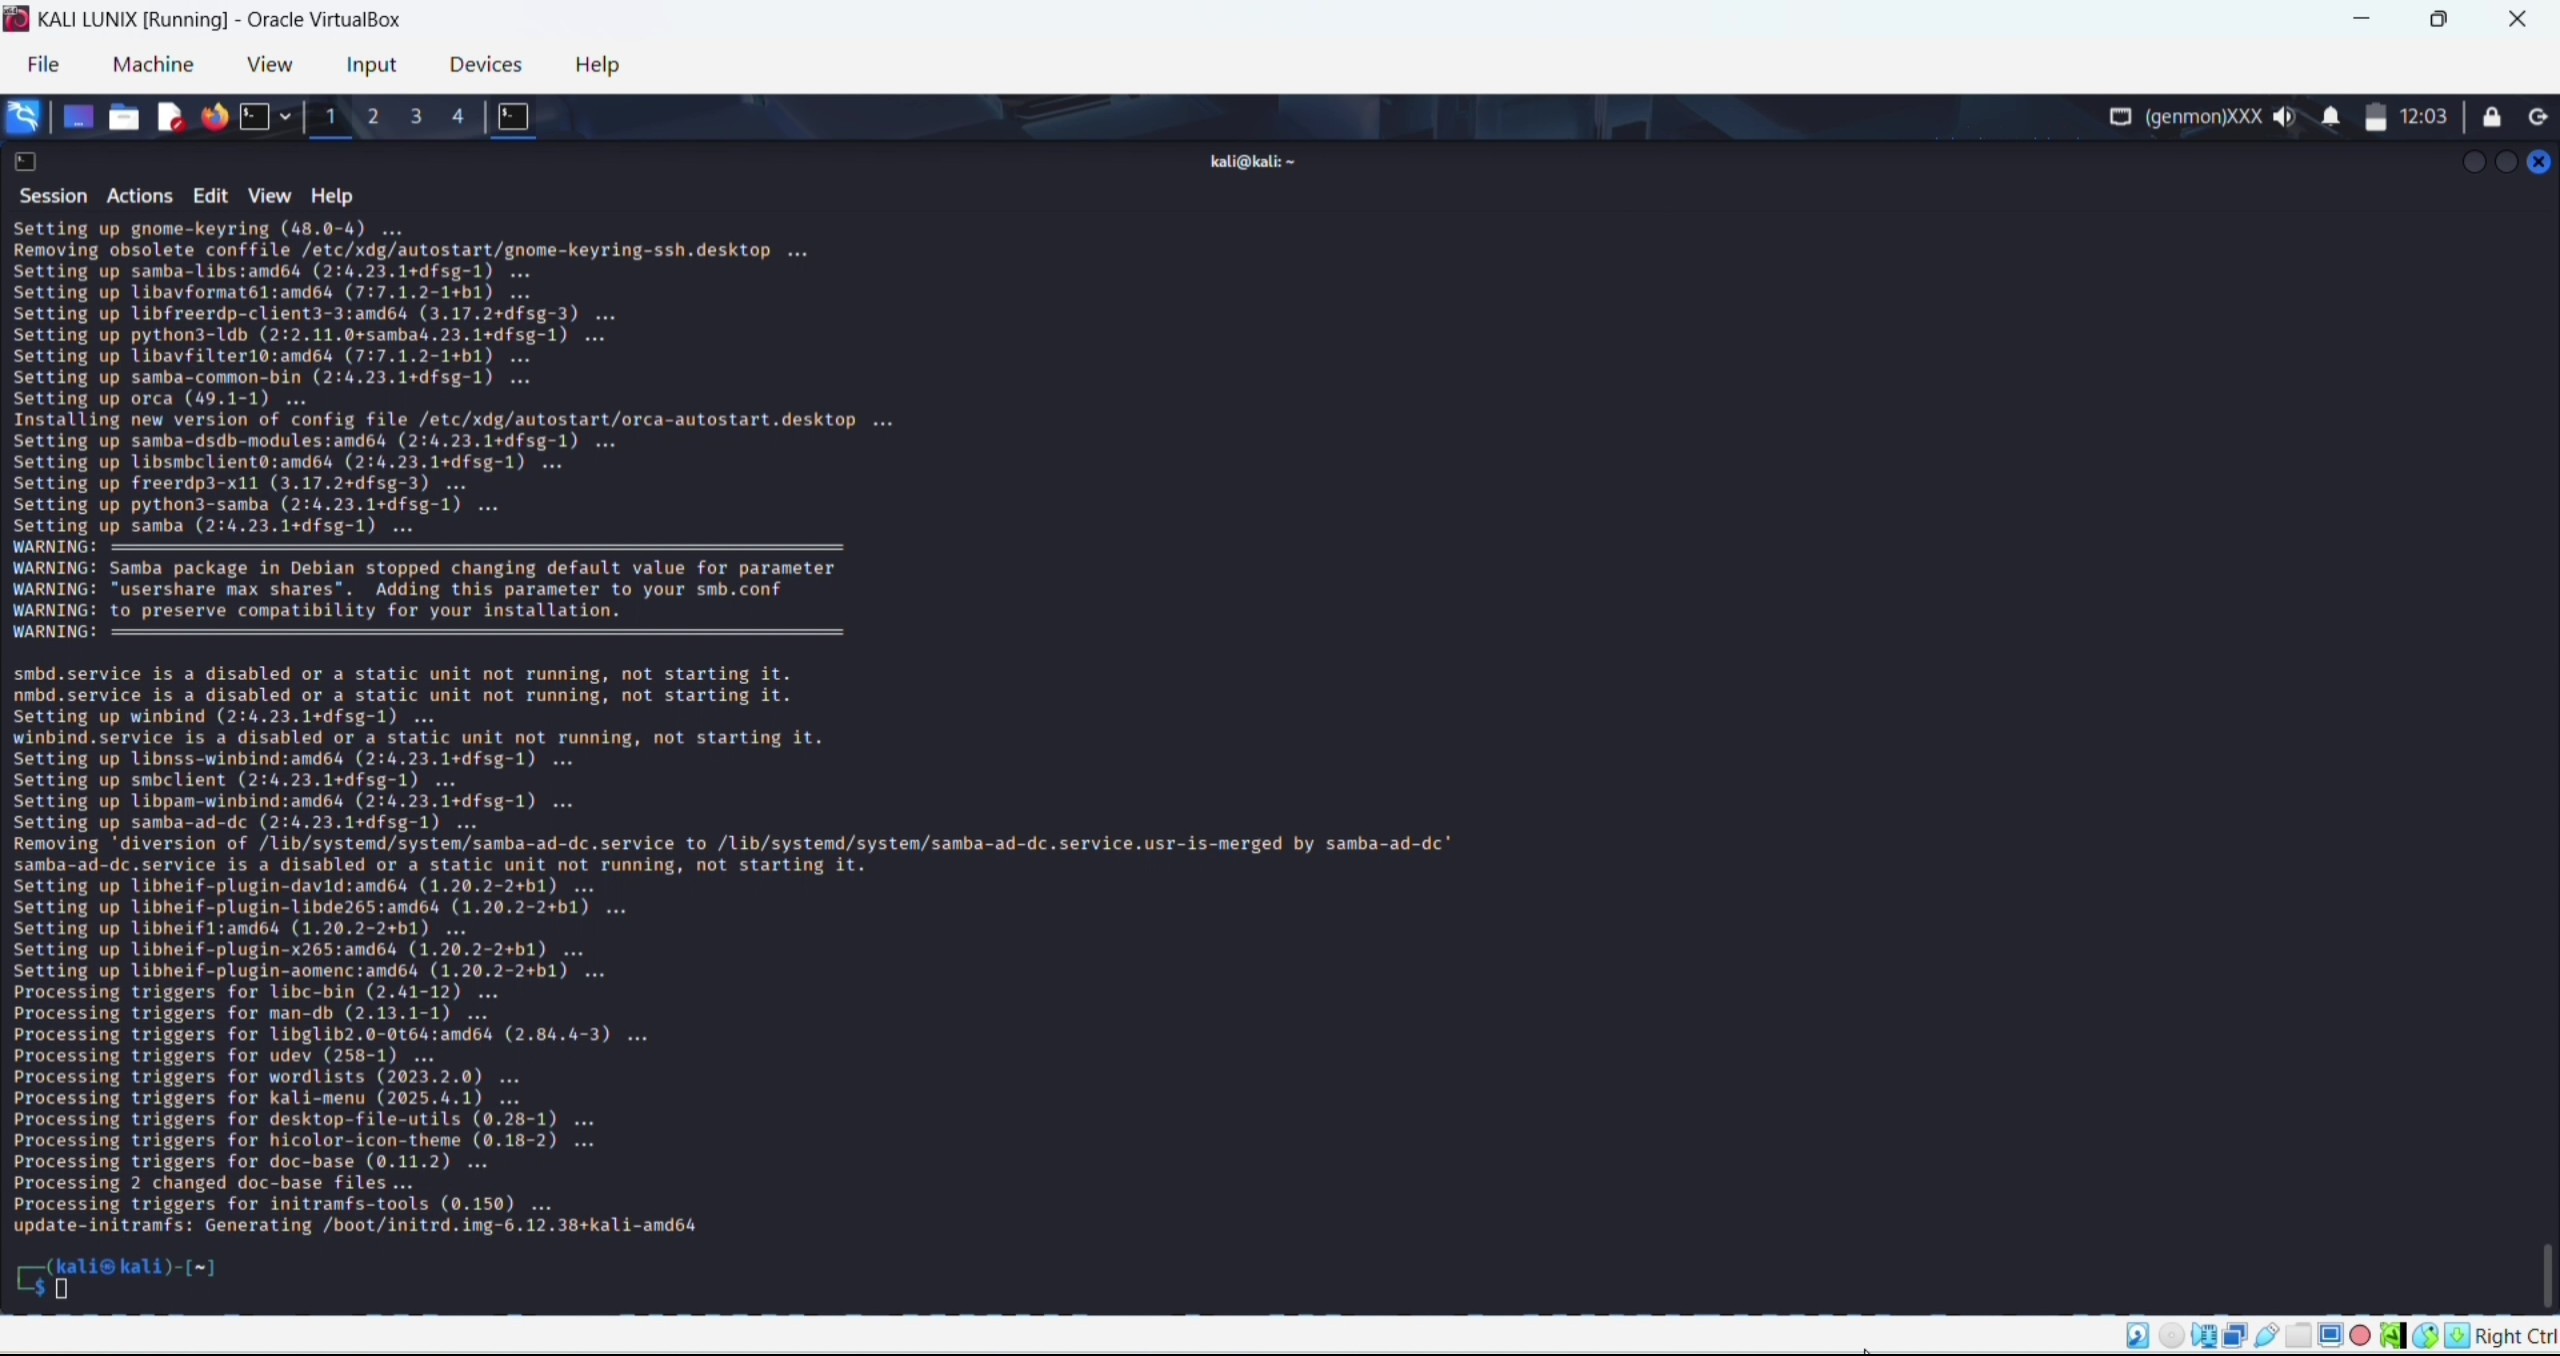 KALI LUNIX [Running] - Oracle VirtualBox
File Machine View Input Devices Help
1 2 3 4 (genmon)XXX 12:03
kali@kali: ~
Session Actions Edit View Help
Setting up gnome-keyring (48.0-4) ...
Removing obsolete conffile /etc/xdg/autostart/gnome-keyring-ssh.desktop ...
Setting up samba-libs:amd64 (2:4.23.1+dfsg-1) ...
Setting up libavformat61:amd64 (7:7.1.2-1+b1) ...
Setting up libfreerdp-client3-3:amd64 (3.17.2+dfsg-3) ...
Setting up python3-ldb (2:2.11.0+samba4.23.1+dfsg-1) ...
Setting up libavfilter10:amd64 (7:7.1.2-1+b1) ...
Setting up samba-common-bin (2:4.23.1+dfsg-1) ...
Setting up orca (49.1-1) ...
Installing new version of config file /etc/xdg/autostart/orca-autostart.desktop ...
Setting up samba-dsdb-modules:amd64 (2:4.23.1+dfsg-1) ...
Setting up libsmbclient0:amd64 (2:4.23.1+dfsg-1) ...
Setting up freerdp3-x11 (3.17.2+dfsg-3) ...
Setting up python3-samba (2:4.23.1+dfsg-1) ...
Setting up samba (2:4.23.1+dfsg-1) ...
WARNING: ====================================================================
WARNING: Samba package in Debian stopped changing default value for parameter
WARNING: "usershare max shares".  Adding this parameter to your smb.conf
WARNING: to preserve compatibility for your installation.
WARNING: ====================================================================
smbd.service is a disabled or a static unit not running, not starting it.
nmbd.service is a disabled or a static unit not running, not starting it.
Setting up winbind (2:4.23.1+dfsg-1) ...
winbind.service is a disabled or a static unit not running, not starting it.
Setting up libnss-winbind:amd64 (2:4.23.1+dfsg-1) ...
Setting up smbclient (2:4.23.1+dfsg-1) ...
Setting up libpam-winbind:amd64 (2:4.23.1+dfsg-1) ...
Setting up samba-ad-dc (2:4.23.1+dfsg-1) ...
Removing 'diversion of /lib/systemd/system/samba-ad-dc.service to /lib/systemd/system/samba-ad-dc.service.usr-is-merged by samba-ad-dc'
samba-ad-dc.service is a disabled or a static unit not running, not starting it.
Setting up libheif-plugin-dav1d:amd64 (1.20.2-2+b1) ...
Setting up libheif-plugin-libde265:amd64 (1.20.2-2+b1) ...
Setting up libheif1:amd64 (1.20.2-2+b1) ...
Setting up libheif-plugin-x265:amd64 (1.20.2-2+b1) ...
Setting up libheif-plugin-aomenc:amd64 (1.20.2-2+b1) ...
Processing triggers for libc-bin (2.41-12) ...
Processing triggers for man-db (2.13.1-1) ...
Processing triggers for libglib2.0-0t64:amd64 (2.84.4-3) ...
Processing triggers for udev (258-1) ...
Processing triggers for wordlists (2023.2.0) ...
Processing triggers for kali-menu (2025.4.1) ...
Processing triggers for desktop-file-utils (0.28-1) ...
Processing triggers for hicolor-icon-theme (0.18-2) ...
Processing triggers for doc-base (0.11.2) ...
Processing 2 changed doc-base files...
Processing triggers for initramfs-tools (0.150) ...
update-initramfs: Generating /boot/initrd.img-6.12.38+kali-amd64
┌──(kali㉿kali)-[~]
└─$
Right Ctrl